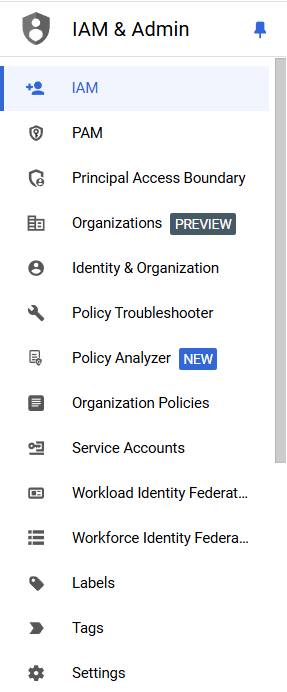 IAM & Admin
IAM
PAM
Principal Access Boundary
Organizations PREVIEW
Identity & Organization
Policy Troubleshooter
Policy Analyzer NEW
Organization Policies
Service Accounts
Workload Identity Federat...
Workforce Identity Federa...
Labels
Tags
Settings